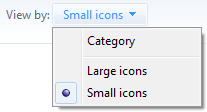 View by: Small icons
Category
Large icons
Small icons